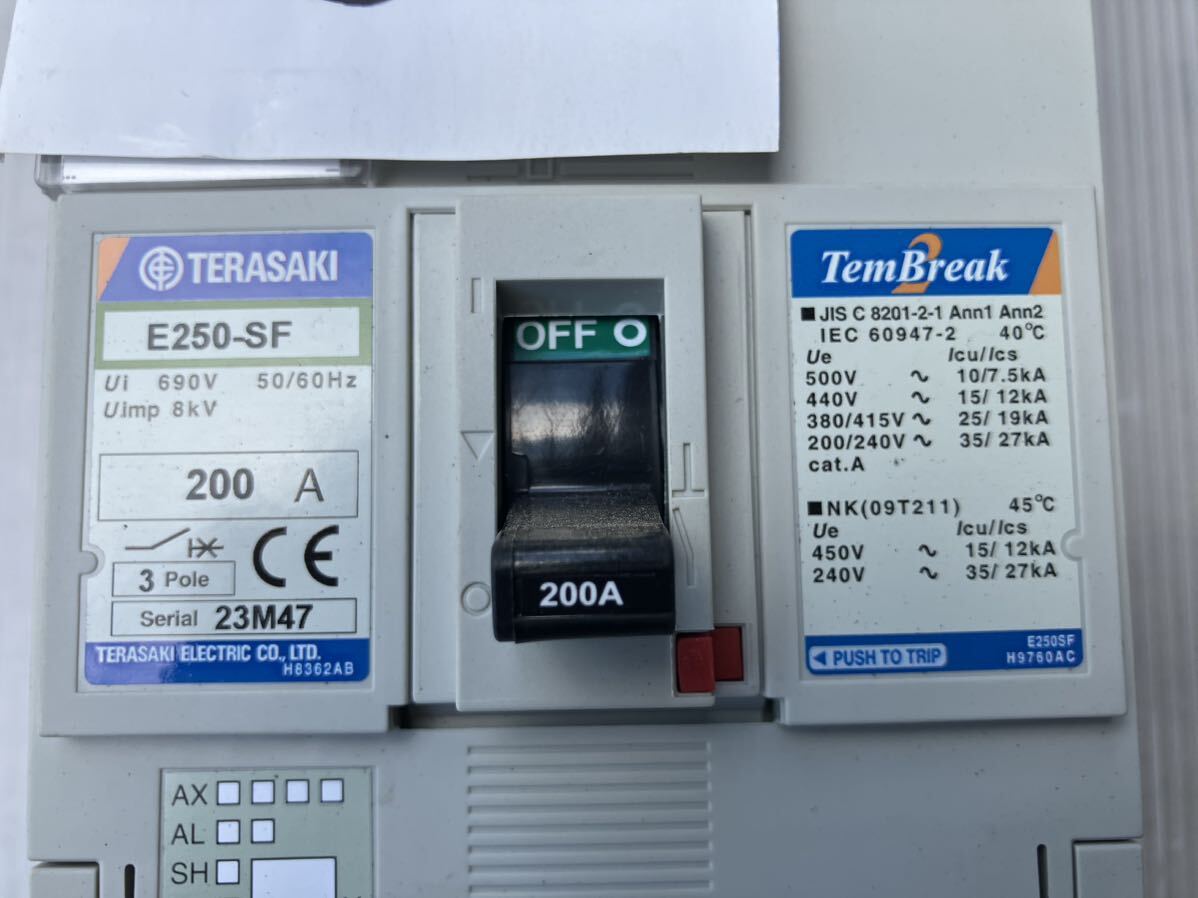 TERASAKI
E250-SF
Ui 690V 50/60Hz
Uimp 8kV
200 A
CE
3 Pole
Serial 23M47
TERASAKI ELECTRIC CO., LTD.
H8362AB
OFF O
200A
TemBreak 2
■JIS C 8201-2-1 Ann1 Ann2
IEC 60947-2 40°C
Ue Icu/Ics
500V ~ 10/7.5kA
440V ~ 15/ 12kA
380/415V ~ 25/ 19kA
200/240V ~ 35/ 27kA
cat.A
■NK(09T211) 45°C
Ue Icu/Ics
450V ~ 15/ 12kA
240V ~ 35/ 27kA
◀ PUSH TO TRIP
E250SF
H9760AC
AX
AL
SH